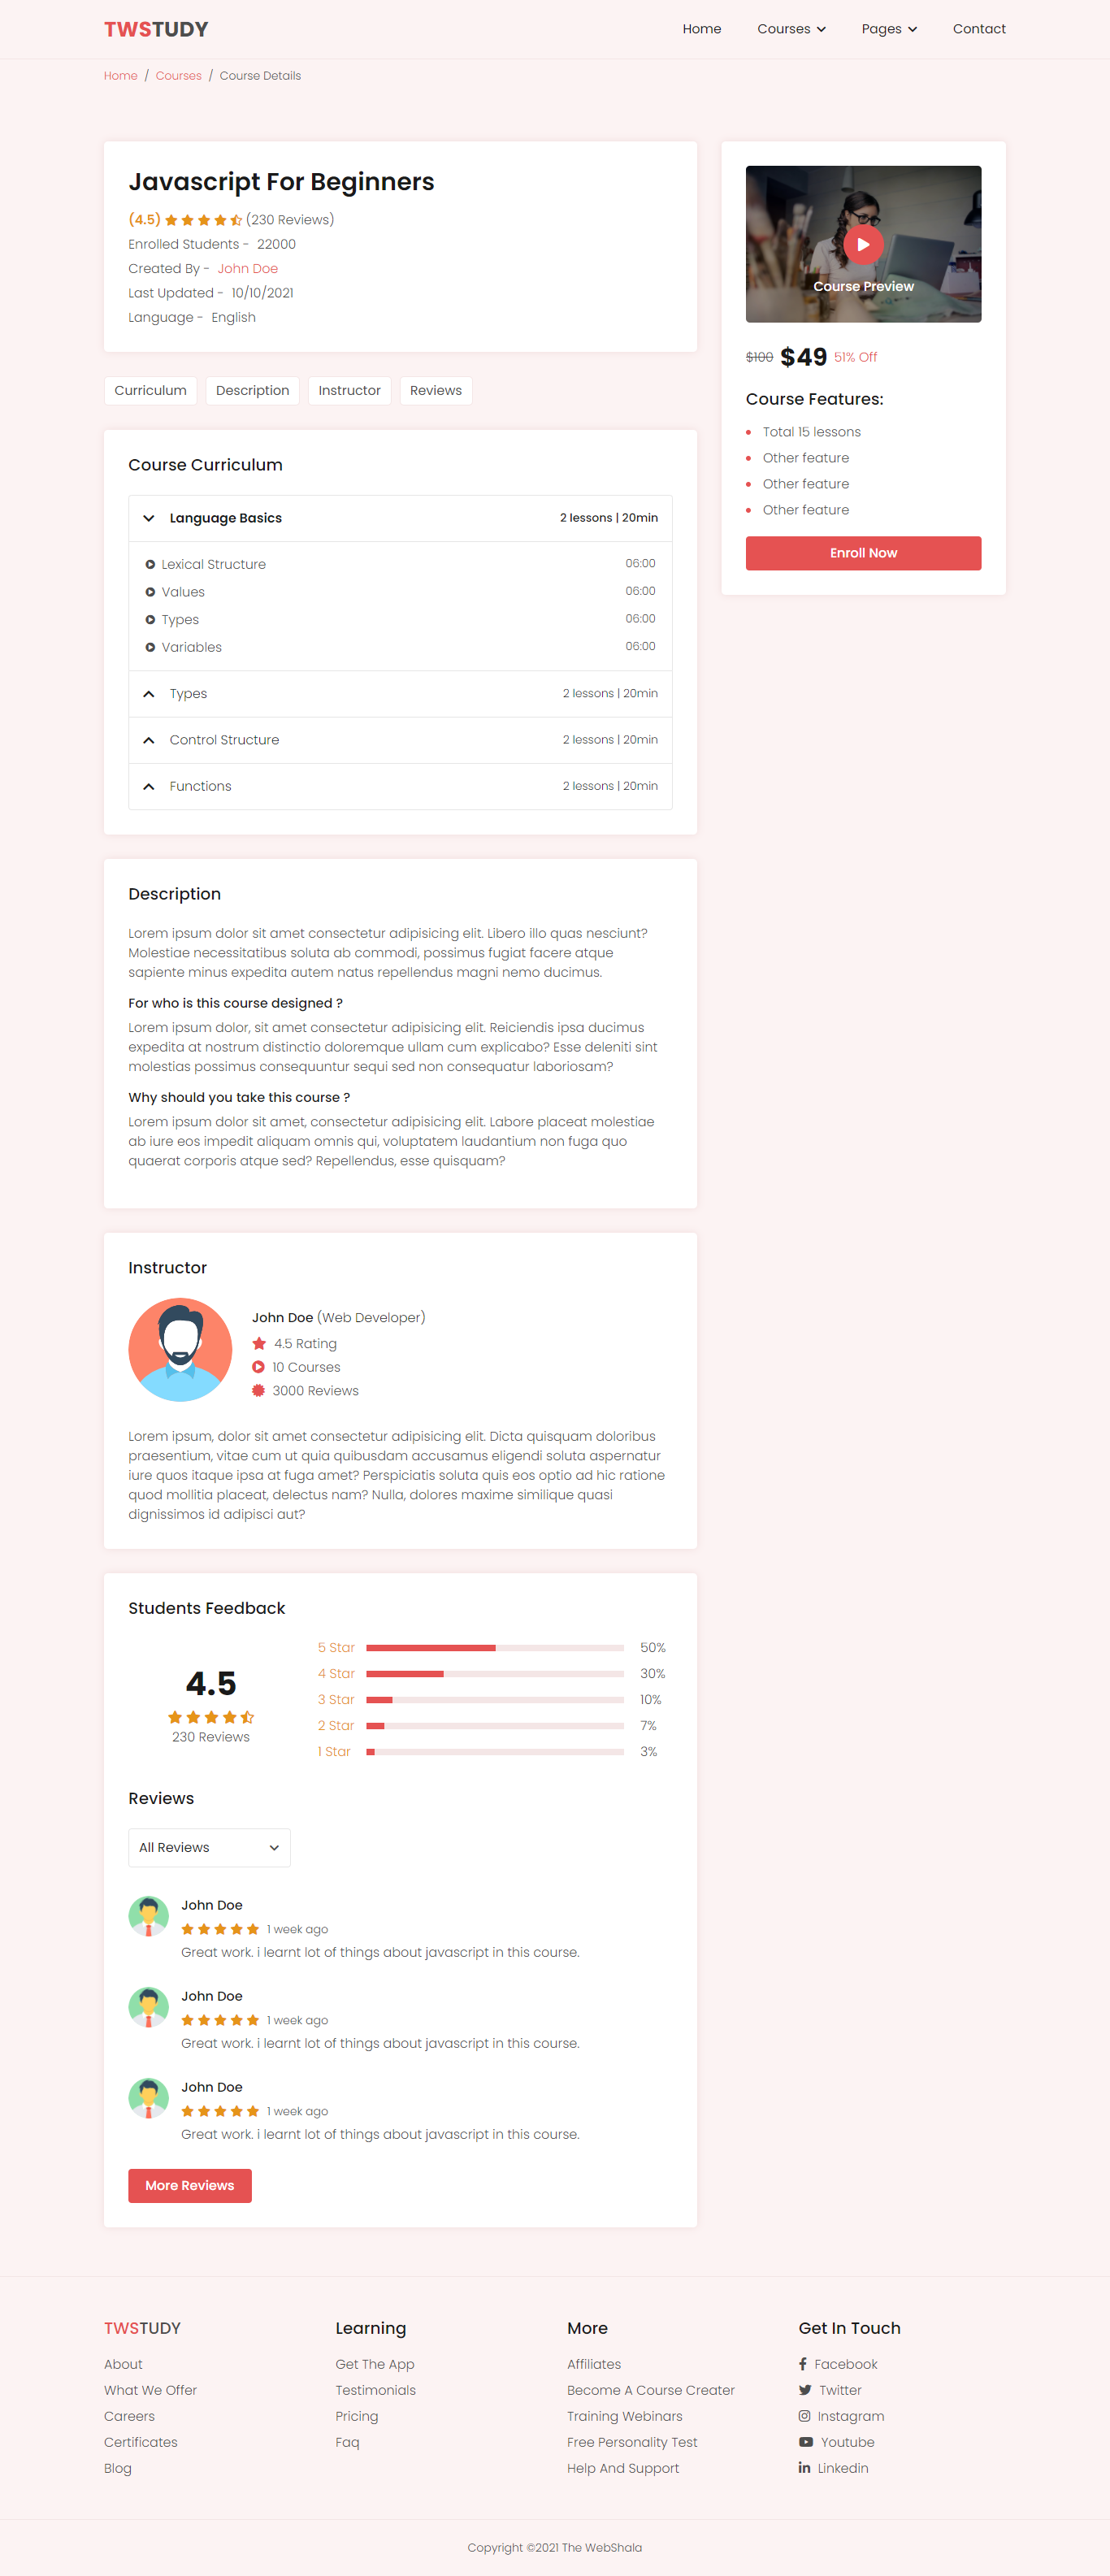 TWSTUDY
Home Courses Pages Contact
Home / Courses / Course Details
Javascript For Beginners
(4.5) (230 Reviews)
Enrolled Students - 22000
Created By - John Doe
Last Updated - 10/10/2021
Language - English
Course Preview
$100 $49 51% Off
Course Features:
Total 15 lessons
Other feature
Other feature
Other feature
Enroll Now
Curriculum Description Instructor Reviews
Course Curriculum
Language Basics 2 lessons | 20min
Lexical Structure 06:00
Values 06:00
Types 06:00
Variables 06:00
Types 2 lessons | 20min
Control Structure 2 lessons | 20min
Functions 2 lessons | 20min
Description
Lorem ipsum dolor sit amet consectetur adipisicing elit. Libero illo quas nesciunt?
Molestiae necessitatibus soluta ab commodi, possimus fugiat facere atque
sapiente minus expedita autem natus repellendus magni nemo ducimus.
For who is this course designed ?
Lorem ipsum dolor, sit amet consectetur adipisicing elit. Reiciendis ipsa ducimus
expedita at nostrum distinctio doloremque ullam cum explicabo? Esse deleniti sint
molestias possimus consequuntur sequi sed non consequatur laboriosam?
Why should you take this course ?
Lorem ipsum dolor sit amet, consectetur adipisicing elit. Labore placeat molestiae
ab iure eos impedit aliquam omnis qui, voluptatem laudantium non fuga quo
quaerat corporis atque sed? Repellendus, esse quisquam?
Instructor
John Doe (Web Developer)
4.5 Rating
10 Courses
3000 Reviews
Lorem ipsum, dolor sit amet consectetur adipisicing elit. Dicta quisquam doloribus
praesentium, vitae cum ut quia quibusdam accusamus eligendi soluta aspernatur
iure quos itaque ipsa at fuga amet? Perspiciatis soluta quis eos optio ad hic ratione
quod mollitia placeat, delectus nam? Nulla, dolores maxime similique quasi
dignissimos id adipisci aut?
Students Feedback
4.5
230 Reviews
5 Star 50%
4 Star 30%
3 Star 10%
2 Star 7%
1 Star 3%
Reviews
All Reviews
John Doe
1 week ago
Great work. i learnt lot of things about javascript in this course.
John Doe
1 week ago
Great work. i learnt lot of things about javascript in this course.
John Doe
1 week ago
Great work. i learnt lot of things about javascript in this course.
More Reviews
TWSTUDY
About
What We Offer
Careers
Certificates
Blog
Learning
Get The App
Testimonials
Pricing
Faq
More
Affiliates
Become A Course Creater
Training Webinars
Free Personality Test
Help And Support
Get In Touch
Facebook
Twitter
Instagram
Youtube
Linkedin
Copyright ©2021 The WebShala